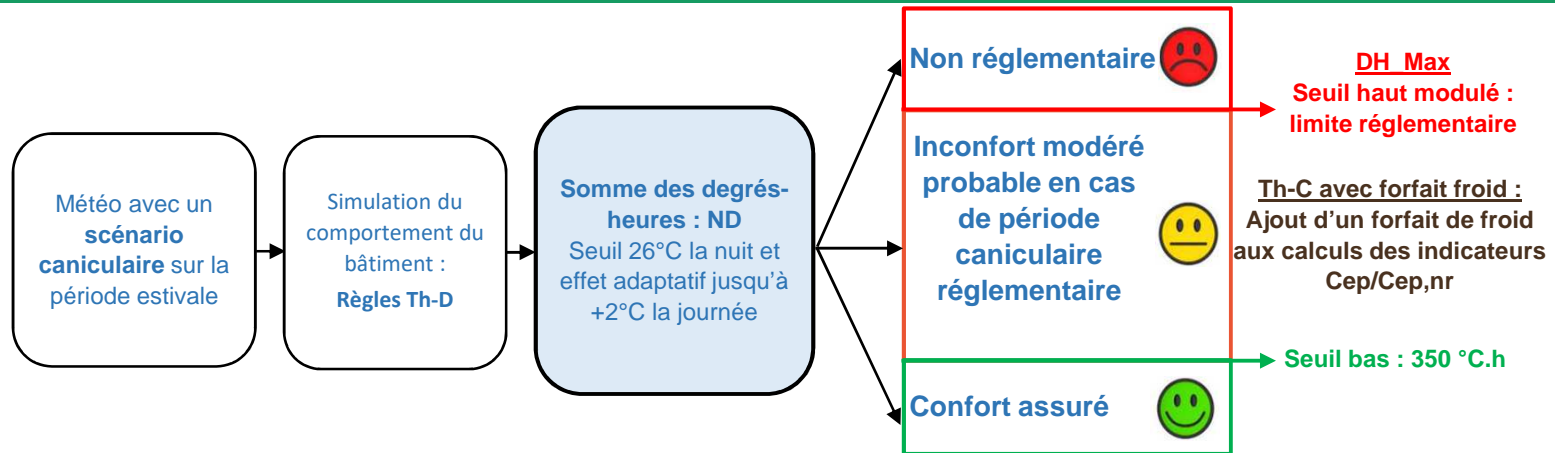 Météo avec un
scénario
caniculaire sur la
période estivale
Simulation du
comportement du
bâtiment :
Règles Th-D
Somme des degrés-
heures : ND
Seuil 26°C la nuit et
effet adaptatif jusqu'à
+2°C la journée
Non réglementaire
Inconfort modéré
probable en cas
de période
caniculaire
réglementaire
Confort assuré
DH_Max
Seuil haut modulé :
limite réglementaire
Th-C avec forfait froid :
Ajout d'un forfait de froid
aux calculs des indicateurs
Cep/Cep,nr
Seuil bas : 350 °C.h